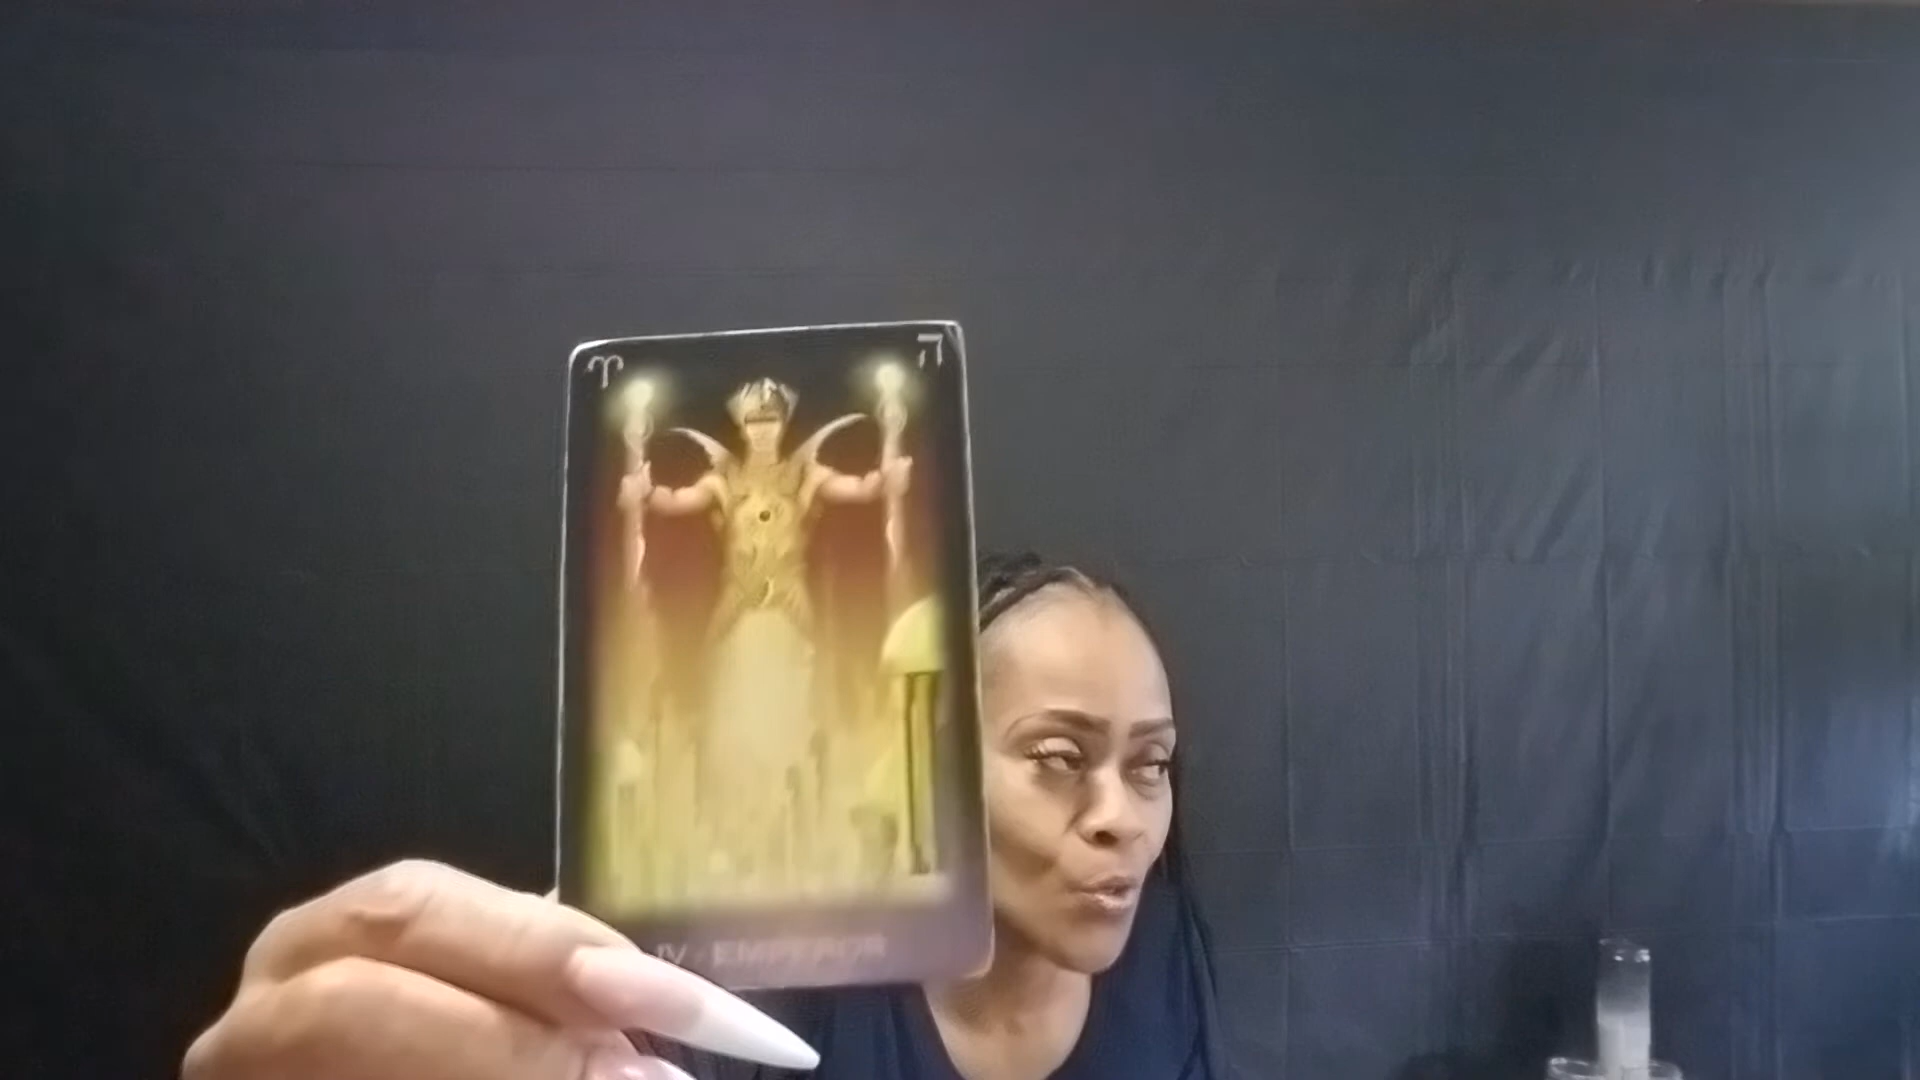 ♈ ה
IV · EMPEROR